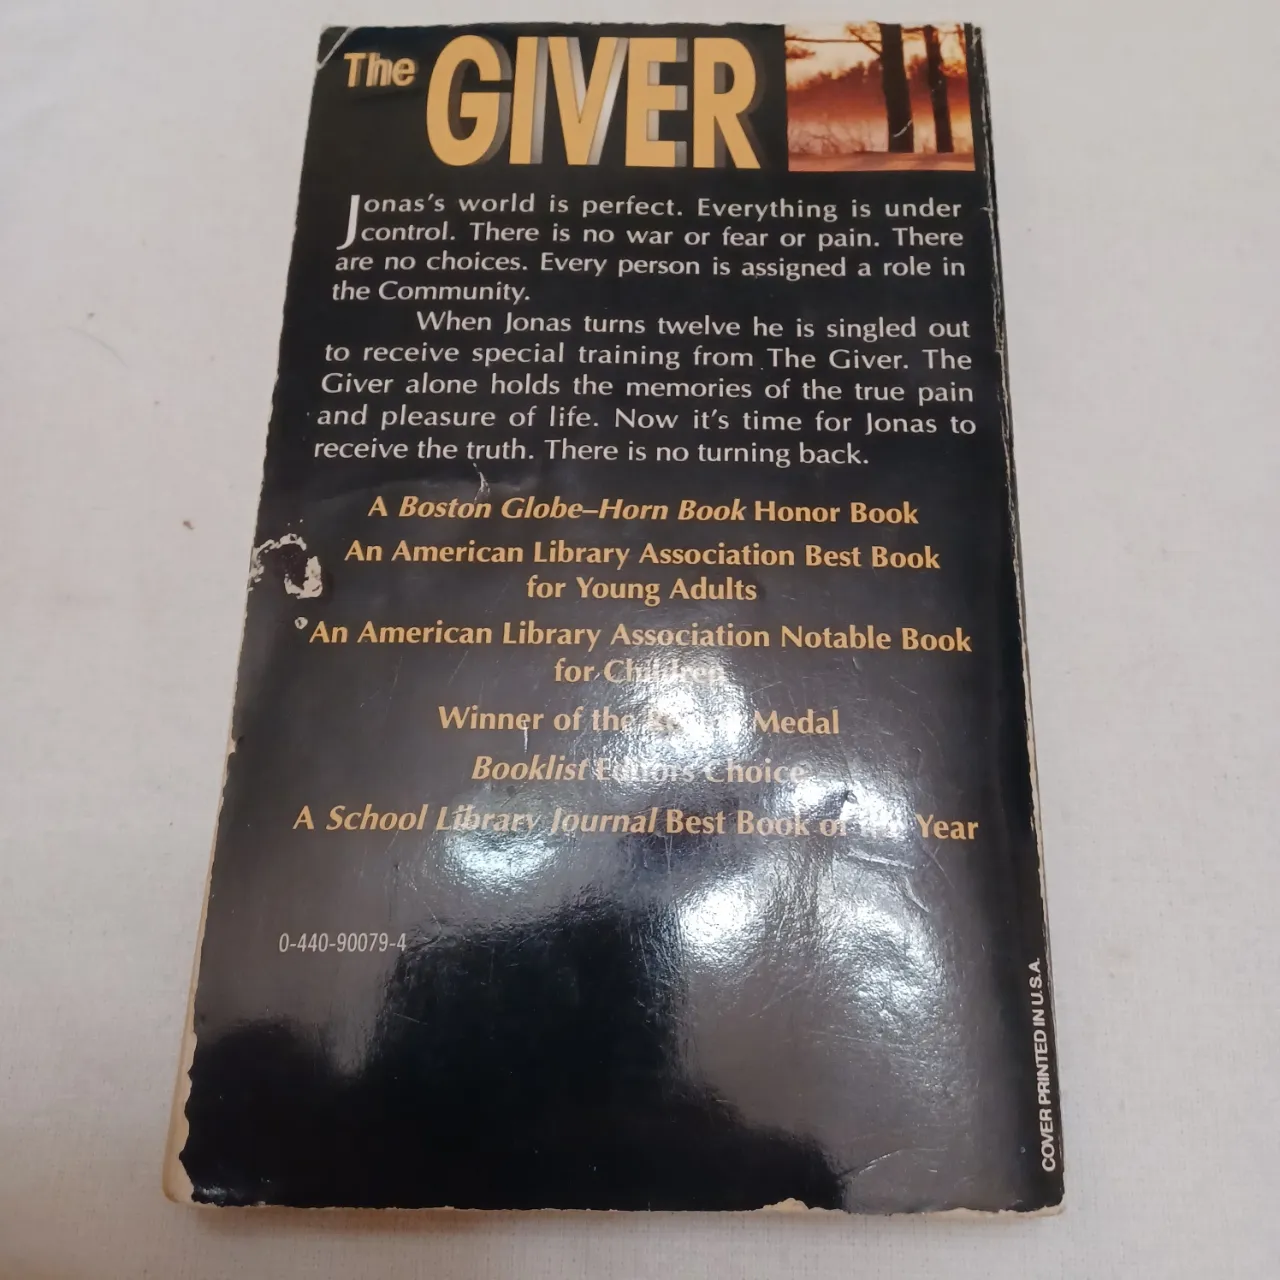 The GIVER
Jonas's world is perfect. Everything is under
control. There is no war or fear or pain. There
are no choices. Every person is assigned a role in
the Community.
When Jonas turns twelve he is singled out
to receive special training from The Giver. The
Giver alone holds the memories of the true pain
and pleasure of life. Now it's time for Jonas to
receive the truth. There is no turning back.
A Boston Globe–Horn Book Honor Book
An American Library Association Best Book
for Young Adults
An American Library Association Notable Book
for Children
Winner of the Medal
Booklist Editors Choice
A School Library Journal Best Book of the Year
0-440-90079-4
COVER PRINTED IN U.S.A.